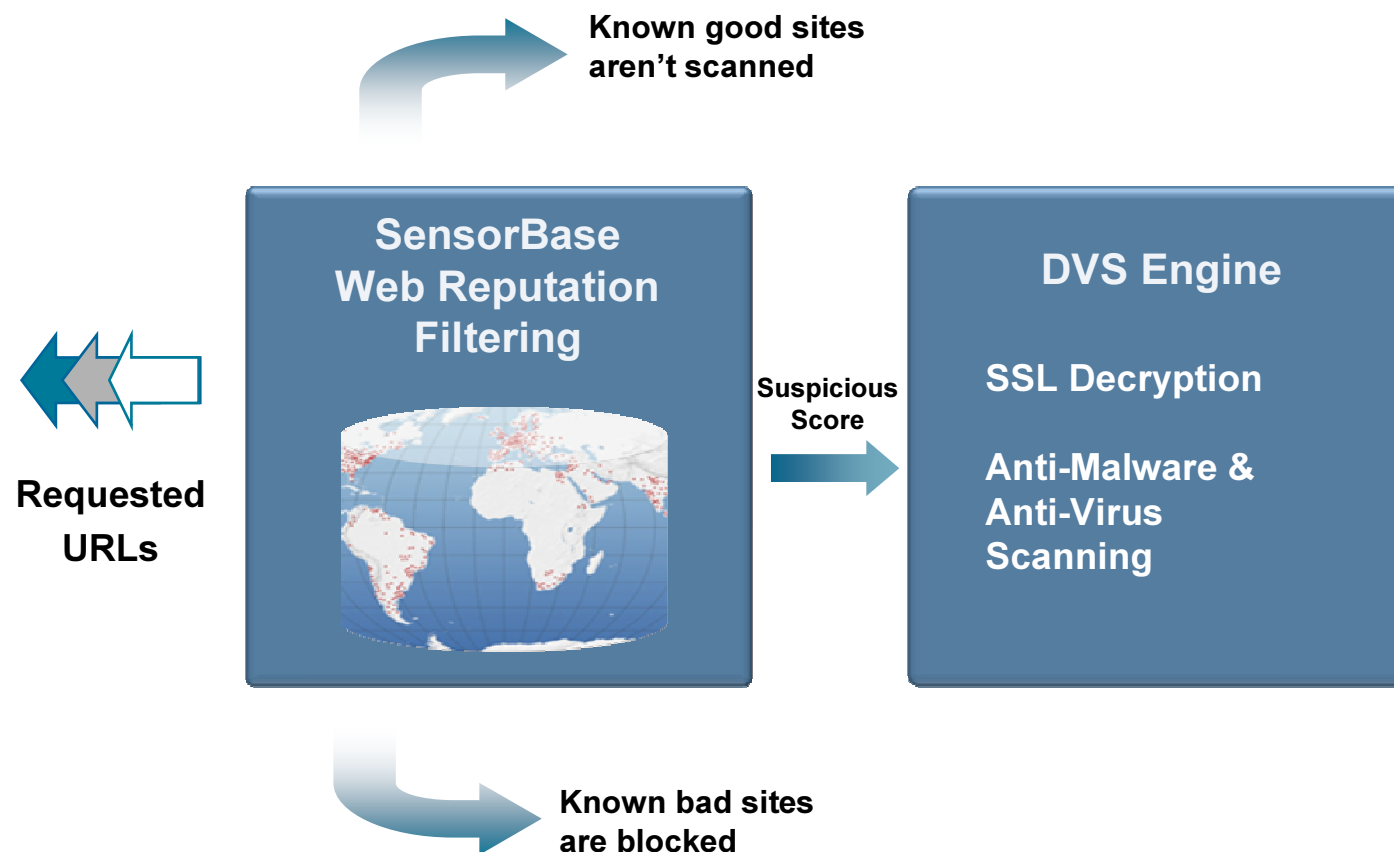 Known good sites
aren’t scanned
SensorBase
Web Reputation
Filtering
DVS Engine
SSL Decryption
Anti-Malware &
Anti-Virus
Scanning
Suspicious
Score
Requested
URLs
Known bad sites
are blocked